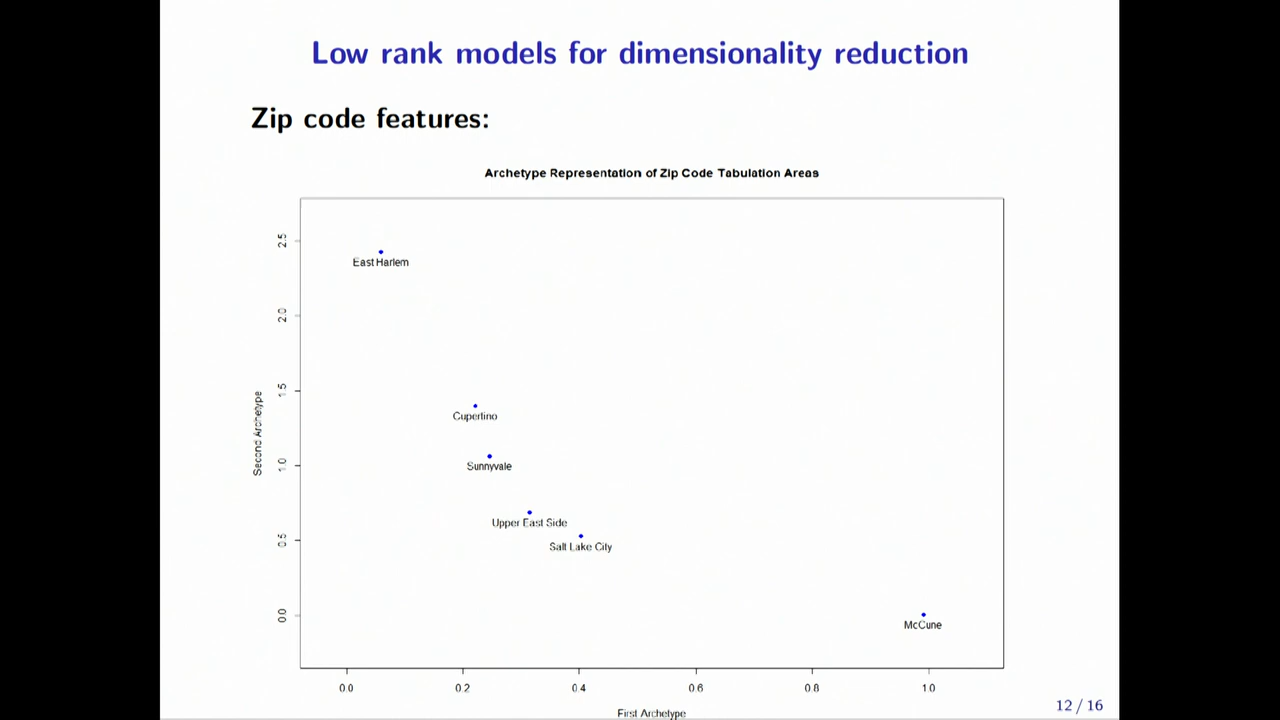 Low rank models for dimensionality reduction
Zip code features:
Archetype Representation of Zip Code Tabulation Areas
Second Archetype
2.5
2.0
1.5
1.0
0.5
0.0
East Harlem
Cupertino
Sunnyvale
Upper East Side
Salt Lake City
McCune
0.0 0.2 0.4 0.6 0.8 1.0
First Archetype
12 / 16